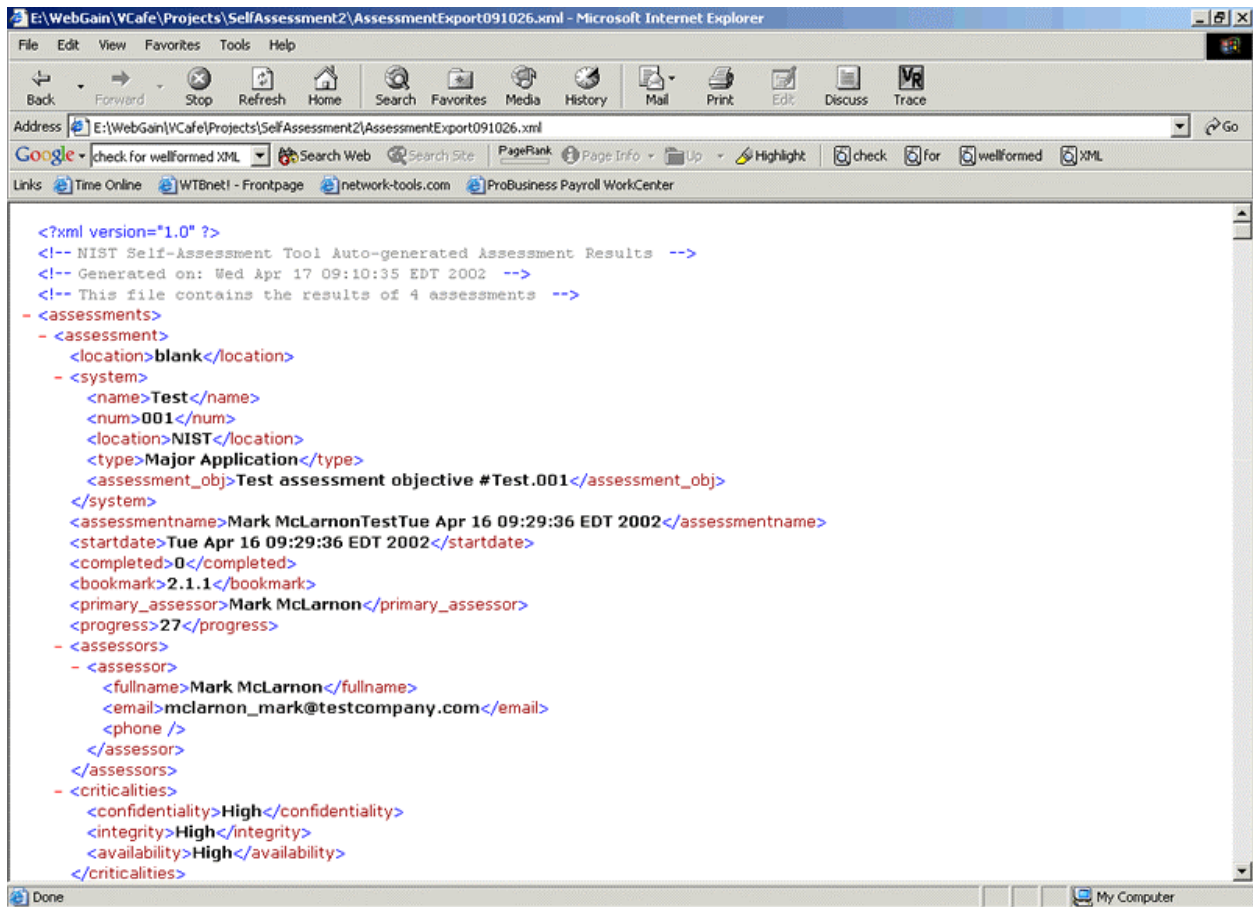 E:\WebGain\VCafe\Projects\SelfAssessment2\AssessmentExport091026.xml - Microsoft Internet Explorer
File Edit View Favorites Tools Help
Back Forward Stop Refresh Home Search Favorites Media History Mail Print Edit Discuss Trace
Address E:\WebGain\VCafe\Projects\SelfAssessment2\AssessmentExport091026.xml Go
Google check for wellformed XML Search Web Search Site PageRank Page Info Up Highlight check for wellformed XML
Links Time Online WTBnet! - Frontpage network-tools.com ProBusiness Payroll WorkCenter
<?xml version="1.0" ?>
<!-- NIST Self-Assessment Tool Auto-generated Assessment Results -->
<!-- Generated on: Wed Apr 17 09:10:35 EDT 2002 -->
<!-- This file contains the results of 4 assessments -->
- <assessments>
- <assessment>
<location>blank</location>
- <system>
<name>Test</name>
<num>001</num>
<location>NIST</location>
<type>Major Application</type>
<assessment_obj>Test assessment objective #Test.001</assessment_obj>
</system>
<assessmentname>Mark McLarnonTestTue Apr 16 09:29:36 EDT 2002</assessmentname>
<startdate>Tue Apr 16 09:29:36 EDT 2002</startdate>
<completed>0</completed>
<bookmark>2.1.1</bookmark>
<primary_assessor>Mark McLarnon</primary_assessor>
<progress>27</progress>
- <assessors>
- <assessor>
<fullname>Mark McLarnon</fullname>
<email>mclarnon_mark@testcompany.com</email>
<phone />
</assessor>
</assessors>
- <criticalities>
<confidentiality>High</confidentiality>
<integrity>High</integrity>
<availability>High</availability>
</criticalities>
Done My Computer